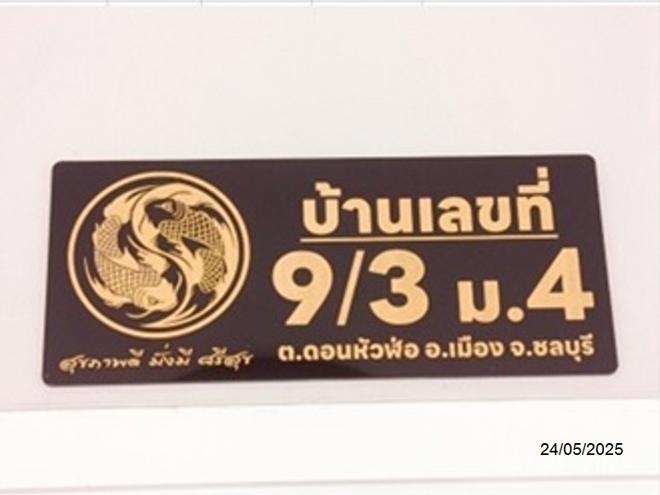 บ้านเลขที่
9/3 ม.4
ต.ดอนหัวฬ่อ อ.เมือง จ.ชลบุรี
สุขภาพดี มั่งมี ศรีสุข
24/05/2025